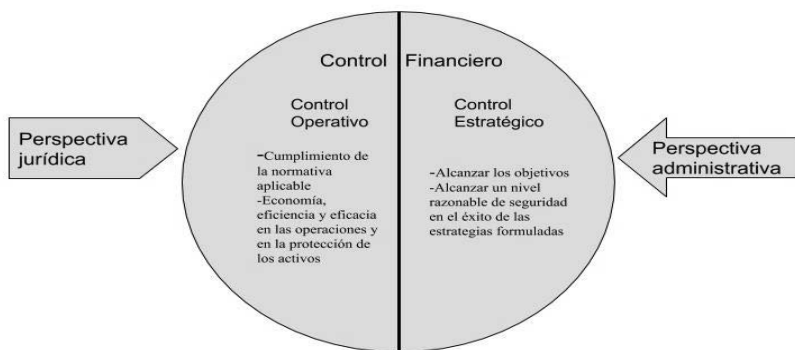 Control Financiero
Perspectiva
jurídica
Control
Operativo
-Cumplimiento de
la normativa
aplicable
-Economía,
eficiencia y eficacia
en las operaciones y
en la protección de
los activos
Control
Estratégico
-Alcanzar los objetivos
-Alcanzar un nivel
razonable de seguridad
en el éxito de las
estrategias formuladas
Perspectiva
administrativa